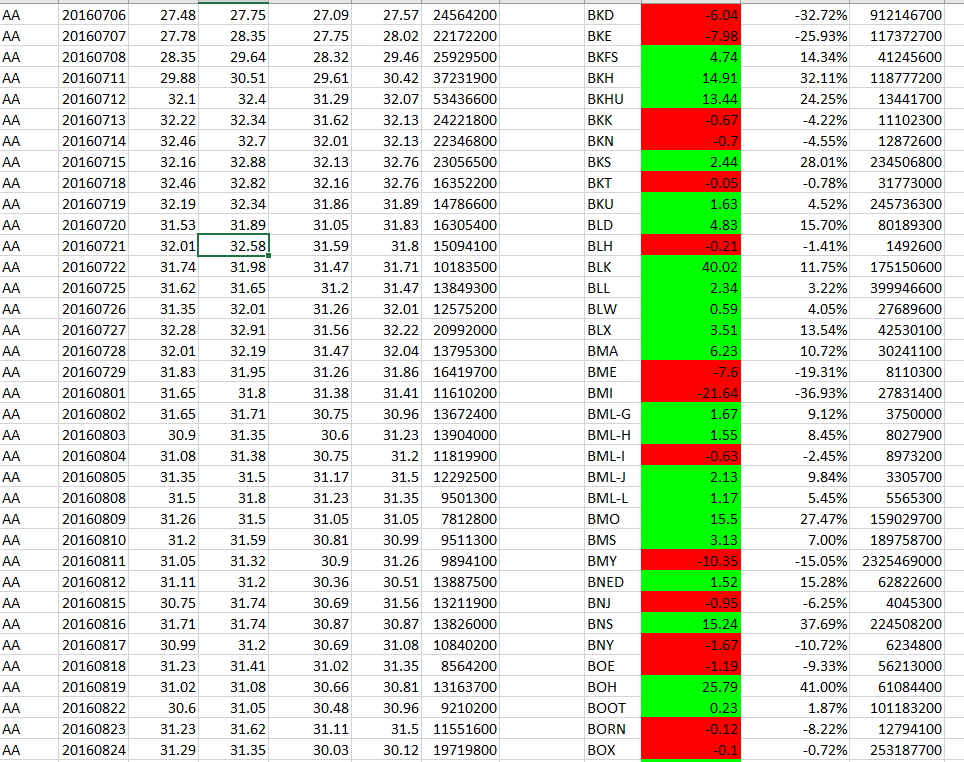 AA 20160706 27.48 27.75 27.09 27.57 24564200 BKD -6.04 -32.72% 912146700
AA 20160707 27.78 28.35 27.75 28.02 22172200 BKE -7.98 -25.93% 117372700
AA 20160708 28.35 29.64 28.32 29.46 25929500 BKFS 4.74 14.34% 41245600
AA 20160711 29.88 30.51 29.61 30.42 37231900 BKH 14.91 32.11% 118777200
AA 20160712 32.1 32.4 31.29 32.07 53436600 BKHU 13.44 24.25% 13441700
AA 20160713 32.22 32.34 31.62 32.13 24221800 BKK -0.67 -4.22% 11102300
AA 20160714 32.46 32.7 32.01 32.13 22346800 BKN -0.7 -4.55% 12872600
AA 20160715 32.16 32.88 32.13 32.76 23056500 BKS 2.44 28.01% 234506800
AA 20160718 32.46 32.82 32.16 32.76 16352200 BKT -0.05 -0.78% 31773000
AA 20160719 32.19 32.34 31.86 31.89 14786600 BKU 1.63 4.52% 245736300
AA 20160720 31.53 31.89 31.05 31.83 16305400 BLD 4.83 15.70% 80189300
AA 20160721 32.01 32.58 31.59 31.8 15094100 BLH -0.21 -1.41% 1492600
AA 20160722 31.74 31.98 31.47 31.71 10183500 BLK 40.02 11.75% 175150600
AA 20160725 31.62 31.65 31.2 31.47 13849300 BLL 2.34 3.22% 399946600
AA 20160726 31.35 32.01 31.26 32.01 12575200 BLW 0.59 4.05% 27689600
AA 20160727 32.28 32.91 31.56 32.22 20992000 BLX 3.51 13.54% 42530100
AA 20160728 32.01 32.19 31.47 32.04 13795300 BMA 6.23 10.72% 30241100
AA 20160729 31.83 31.95 31.26 31.86 16419700 BME -7.6 -19.31% 8110300
AA 20160801 31.65 31.8 31.38 31.41 11610200 BMI -21.64 -36.93% 27831400
AA 20160802 31.65 31.71 30.75 30.96 13672400 BML-G 1.67 9.12% 3750000
AA 20160803 30.9 31.35 30.6 31.23 13904000 BML-H 1.55 8.45% 8027900
AA 20160804 31.08 31.38 30.75 31.2 11819900 BML-I -0.63 -2.45% 8973200
AA 20160805 31.35 31.5 31.17 31.5 12292500 BML-J 2.13 9.84% 3305700
AA 20160808 31.5 31.8 31.23 31.35 9501300 BML-L 1.17 5.45% 5565300
AA 20160809 31.26 31.5 31.05 31.05 7812800 BMO 15.5 27.47% 159029700
AA 20160810 31.2 31.59 30.81 30.99 9511300 BMS 3.13 7.00% 189758700
AA 20160811 31.05 31.32 30.9 31.26 9894100 BMY -10.35 -15.05% 2325469000
AA 20160812 31.11 31.2 30.36 30.51 13887500 BNED 1.52 15.28% 62822600
AA 20160815 30.75 31.74 30.69 31.56 13211900 BNJ -0.95 -6.25% 4045300
AA 20160816 31.71 31.74 30.87 30.87 13826000 BNS 15.24 37.69% 224508200
AA 20160817 30.99 31.2 30.69 31.08 10840200 BNY -1.67 -10.72% 6234800
AA 20160818 31.23 31.41 31.02 31.35 8564200 BOE -1.19 -9.33% 56213000
AA 20160819 31.02 31.08 30.66 30.81 13163700 BOH 25.79 41.00% 61084400
AA 20160822 30.6 31.05 30.48 30.96 9210200 BOOT 0.23 1.87% 101183200
AA 20160823 31.23 31.62 31.11 31.5 11551600 BORN -0.12 -8.22% 12794100
AA 20160824 31.29 31.35 30.03 30.12 19719800 BOX -0.1 -0.72% 253187700